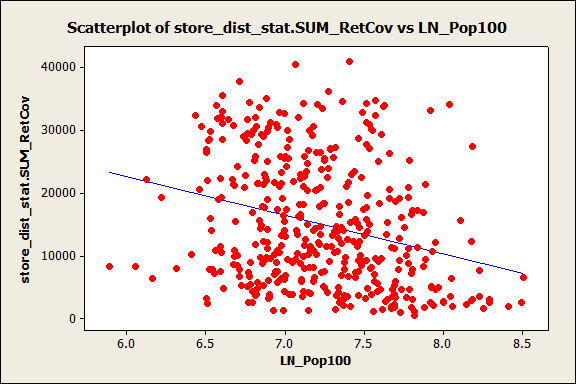 Scatterplot of store_dist_stat.SUM_RetCov vs LN_Pop100
store_dist_stat.SUM_RetCov
40000
30000
20000
10000
0
6.0 6.5 7.0 7.5 8.0 8.5
LN_Pop100